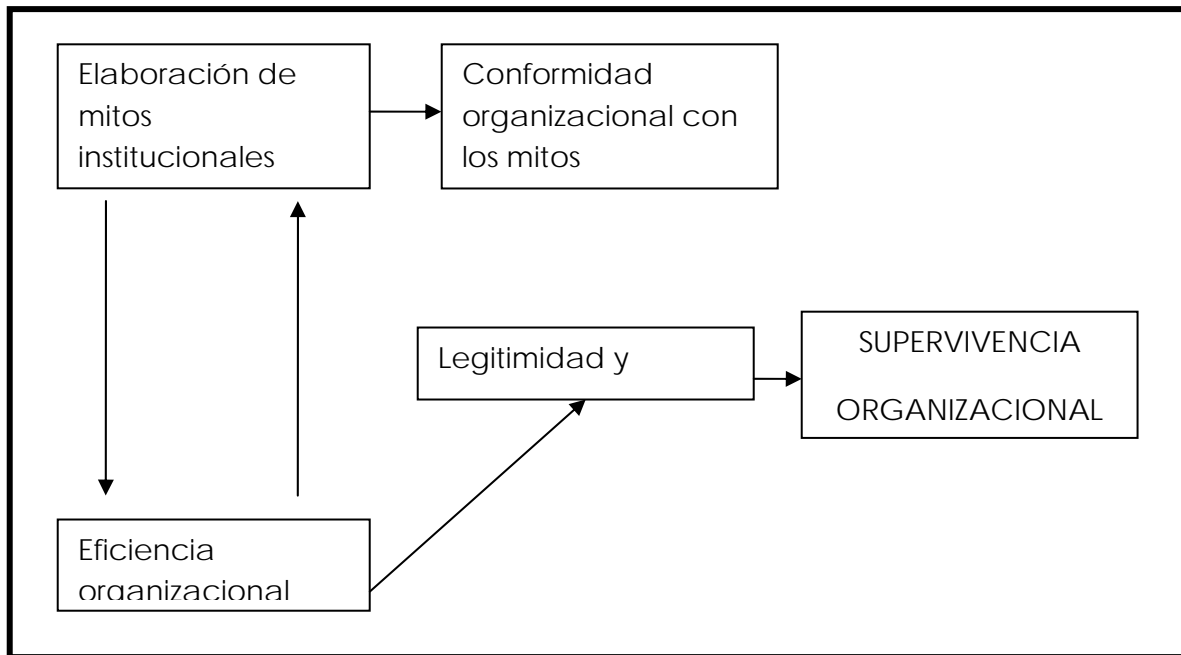 Elaboración de
mitos
institucionales
Conformidad
organizacional con
los mitos
Legitimidad y
SUPERVIVENCIA
ORGANIZACIONAL
Eficiencia
organizacional